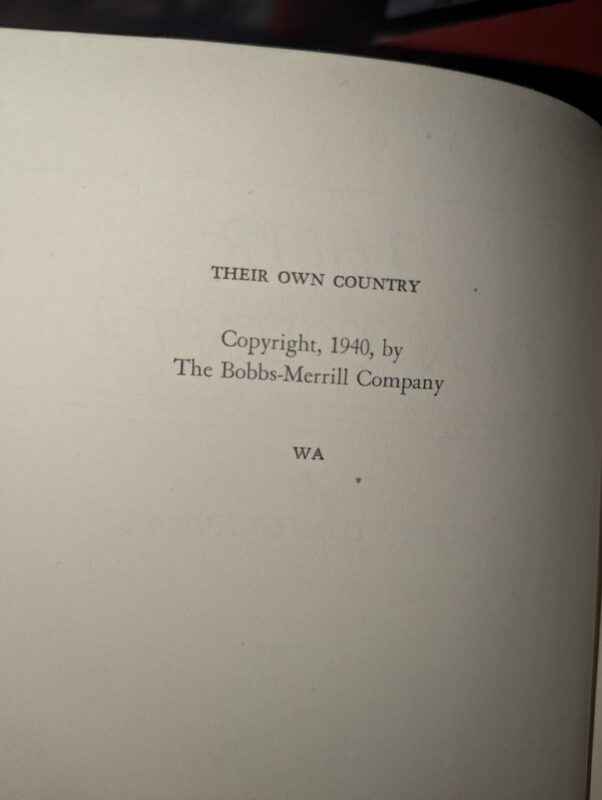 THEIR OWN COUNTRY
Copyright, 1940, by
The Bobbs-Merrill Company
WA